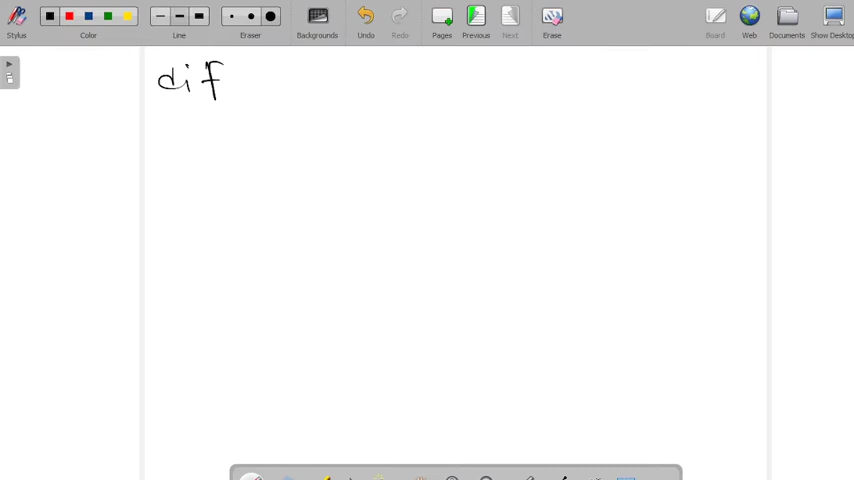 Stylus Color Line Eraser Backgrounds Undo Redo Pages Previous Next Erase Board Web Documents Show Desktop
dif